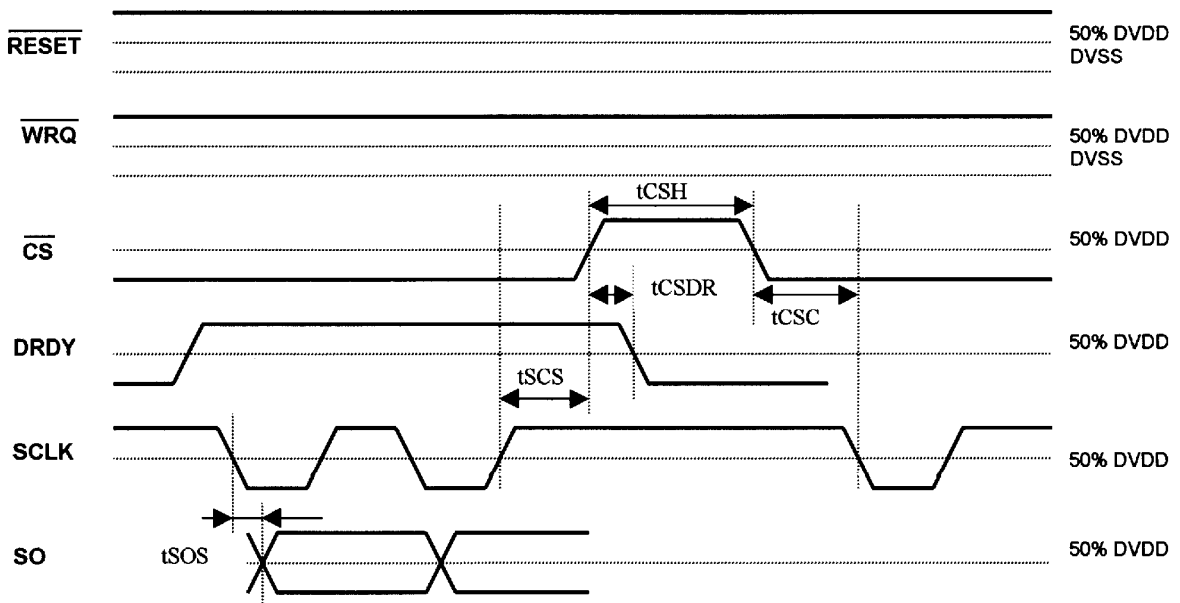 RESET
50% DVDD
DVSS
WRQ
50% DVDD
DVSS
tCSH
CS
50% DVDD
tCSDR
tCSC
DRDY
50% DVDD
tSCS
SCLK
50% DVDD
tSOS
SO
50% DVDD